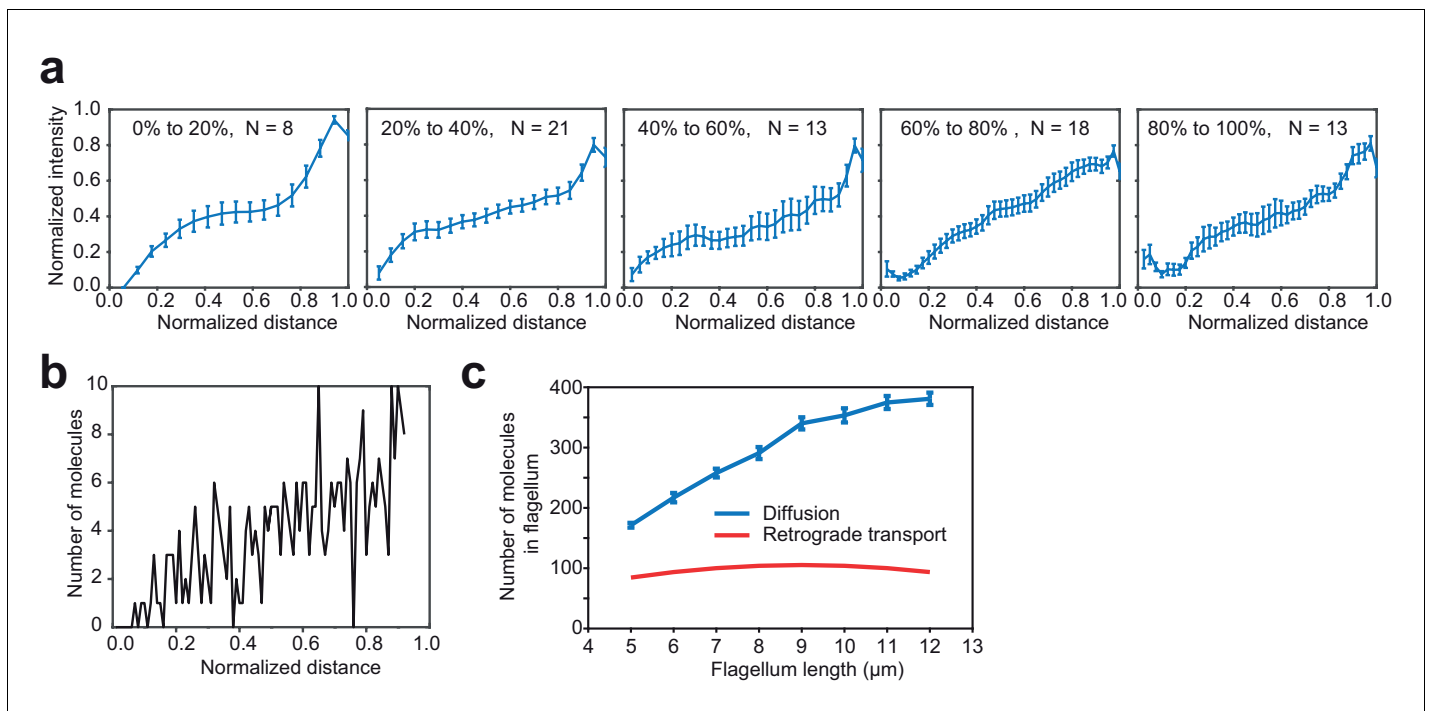 a
0% to 20%, N = 8
20% to 40%, N = 21
40% to 60%, N = 13
60% to 80% , N = 18
80% to 100%, N = 13
Normalized intensity
1.0
0.8
0.6
0.4
0.2
0.0
0.0 0.2 0.4 0.6 0.8 1.0
0.0 0.2 0.4 0.6 0.8 1.0
0.0 0.2 0.4 0.6 0.8 1.0
0.0 0.2 0.4 0.6 0.8 1.0
0.0 0.2 0.4 0.6 0.8 1.0
Normalized distance
Normalized distance
Normalized distance
Normalized distance
Normalized distance
b
Number of molecules
10
8
6
4
2
0
0.0 0.2 0.4 0.6 0.8 1.0
Normalized distance
c
Number of molecules
in flagellum
400
300
200
100
0
Diffusion
Retrograde transport
4 5 6 7 8 9 10 11 12 13
Flagellum length (μm)